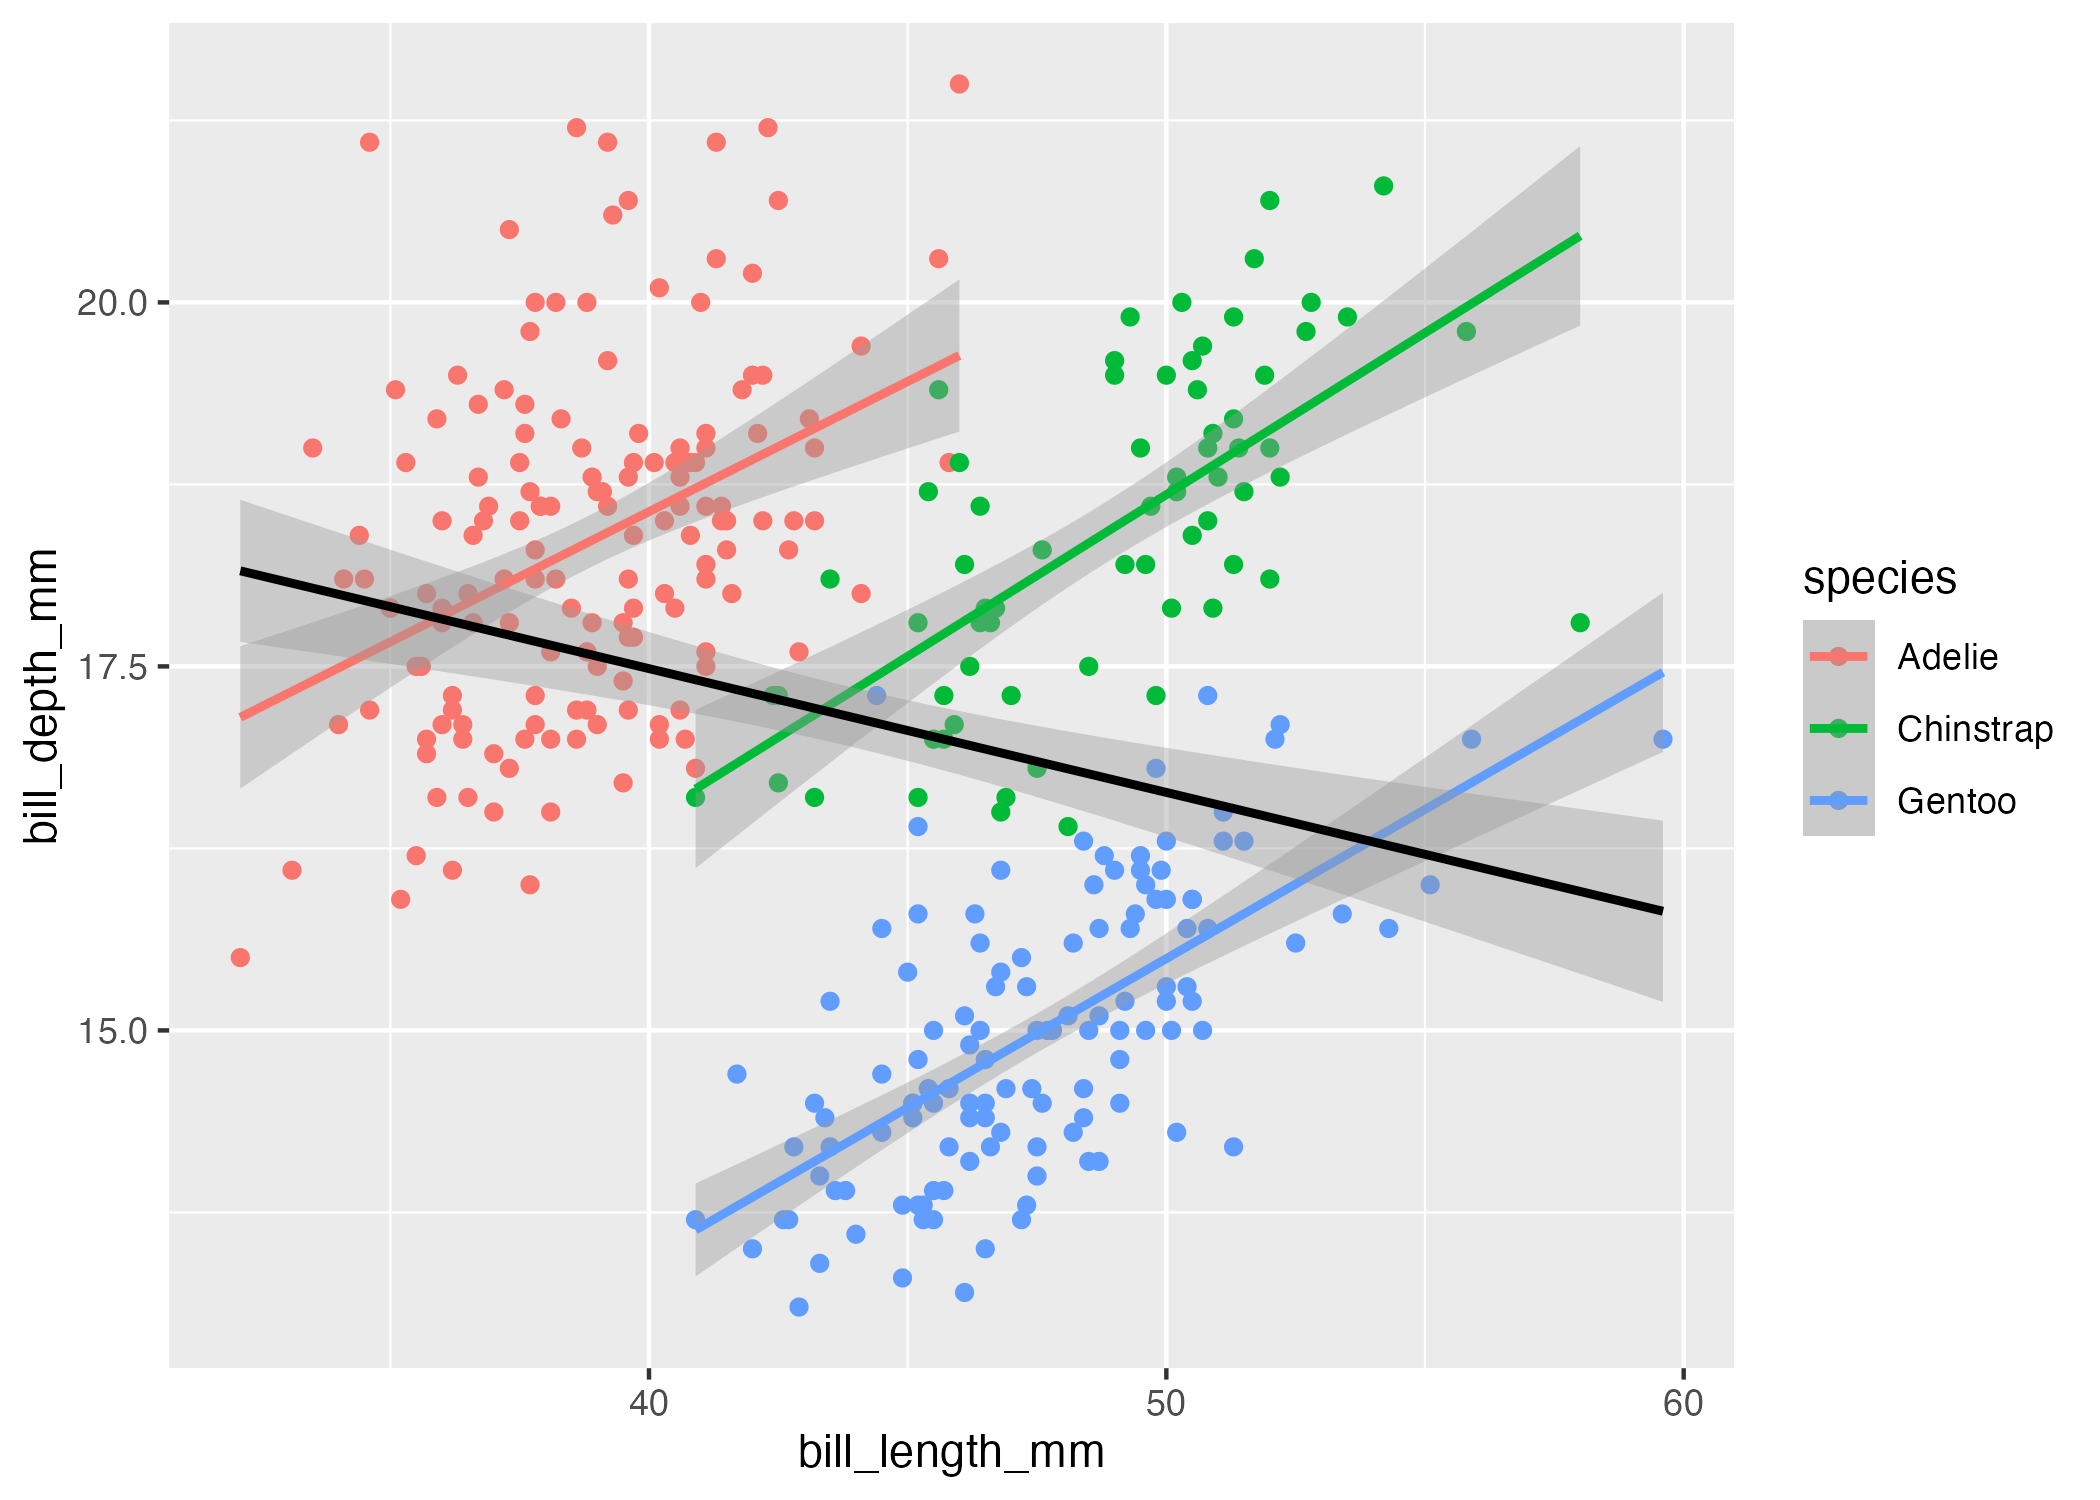 20.0
17.5
15.0
bill_depth_mm
40 50 60
bill_length_mm
species
Adelie
Chinstrap
Gentoo